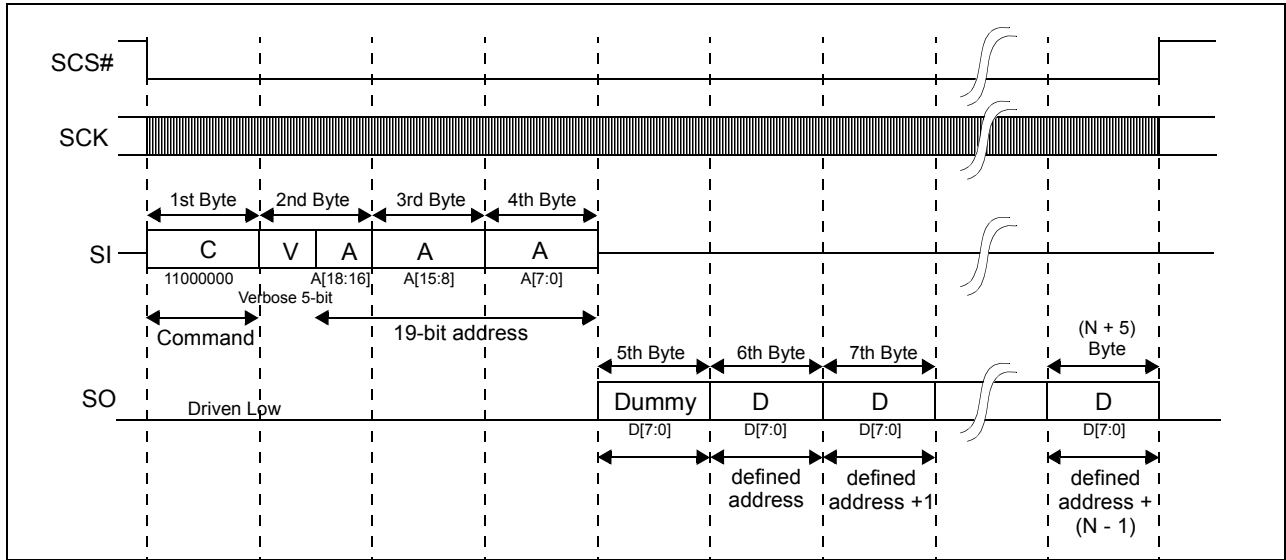 SCS#
SCK
1st Byte 2nd Byte 3rd Byte 4th Byte
SI C V A A A
11000000 A[18:16] A[15:8] A[7:0]
Verbose 5-bit
Command 19-bit address
(N + 5)
Byte
5th Byte 6th Byte 7th Byte
SO Driven Low Dummy D D D
D[7:0] D[7:0] D[7:0] D[7:0]
defined defined defined
address address +1 address +
(N - 1)